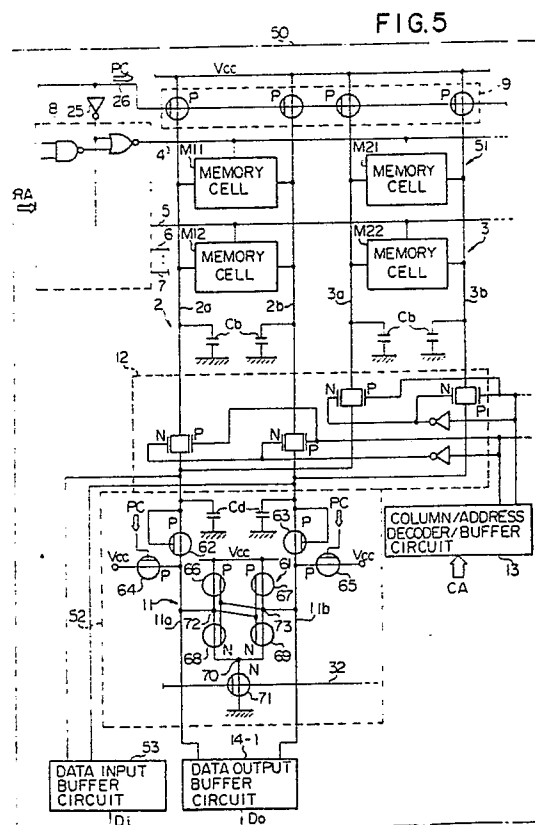 FIG.5
50
PC
Vcc
8
25
26
P
P
P
P
9
4
M11
M21
51
MEMORY
CELL
MEMORY
CELL
RA
5
6
M12
M22
3
MEMORY
CELL
MEMORY
CELL
7
2
2a
2b
3a
3b
Cb
Cb
12
N
P
N
P
N
P
N
P
PC
P
Cd
63
PC
P
62
Vcc
61
Vcc
66
P
P
67
P
Vcc
P
64
65
COLUMN/ADDRESS
DECODER/BUFFER
CIRCUIT
13
CA
52
11
11a
72
73
11b
68
N
N
69
70
N
32
71
53
14-1
DATA INPUT
BUFFER
CIRCUIT
DATA OUTPUT
BUFFER
CIRCUIT
Di
Do